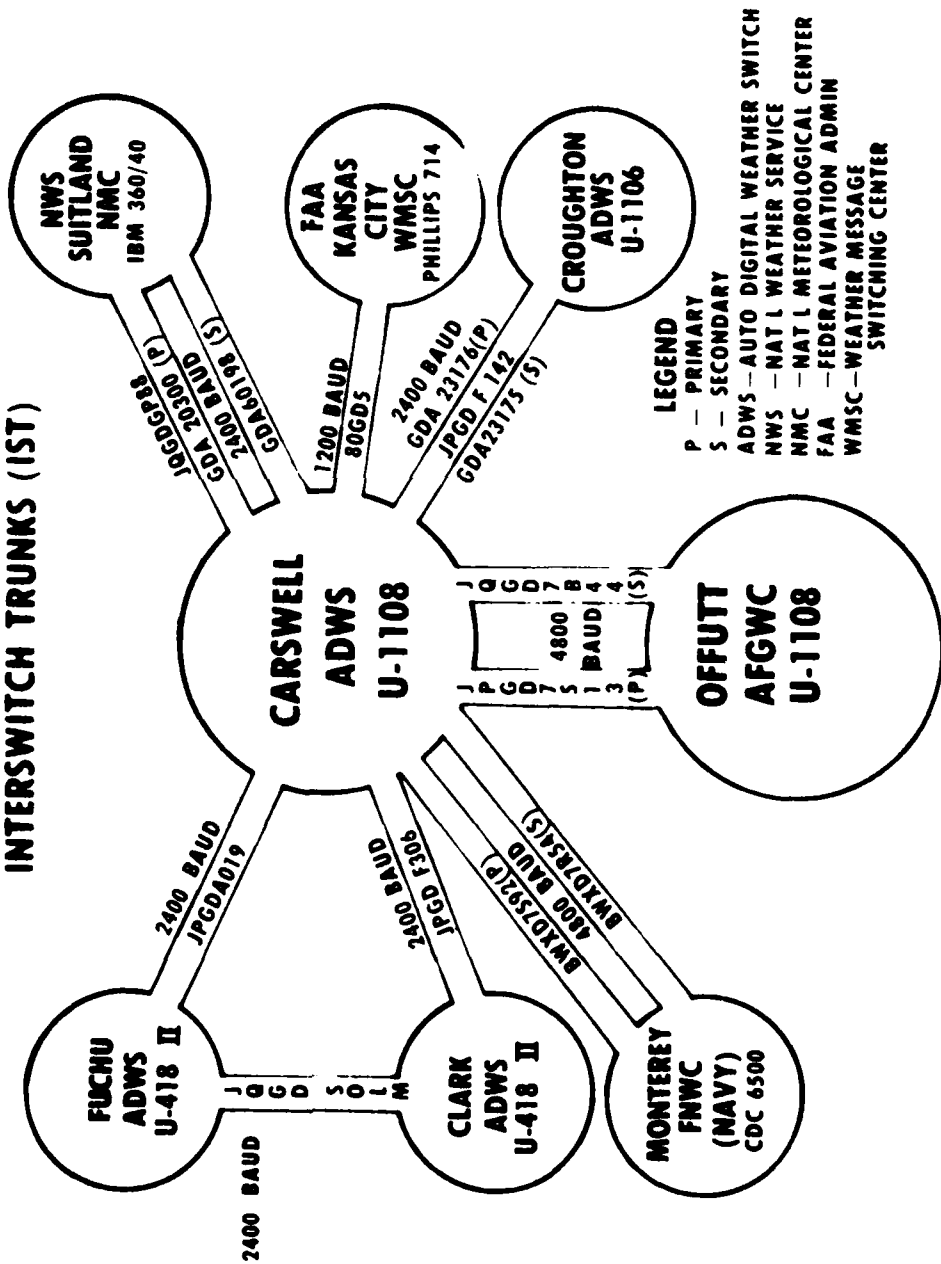 INTERSWITCH TRUNKS (IST)
FUCHU
ADWS
U-418 II
2400 BAUD
JPGDA019
2400 BAUD
JQGD SOLM
CLARK
ADWS
U-418 II
2400 BAUD
JPGD F306
MONTEREY
FNWC
(NAVY)
CDC 6500
BWXD7S92(P)
4800 BAUD
BWXD7R54(S)
CARSWELL
ADWS
U-1108
JPGD7S13(P)
4800
BAUD
JQGD7B44(S)
OFFUTT
AFGWC
U-1108
NWS
SUITLAND
NMC
IBM 360/40
JQGDGP88
GDA 20300 (P)
2400 BAUD
GDA60198 (S)
FAA
KANSAS
CITY
WMSC
PHILLIPS 714
1200 BAUD
80GD5
CROUGHTON
ADWS
U-1106
2400 BAUD
GDA 23176(P)
JPGD F 142
GDA23175 (S)
LEGEND
P – PRIMARY
S – SECONDARY
ADWS – AUTO DIGITAL WEATHER SWITCH
NWS – NAT L WEATHER SERVICE
NMC – NAT L METEOROLOGICAL CENTER
FAA – FEDERAL AVIATION ADMIN
WMSC – WEATHER MESSAGE
SWITCHING CENTER